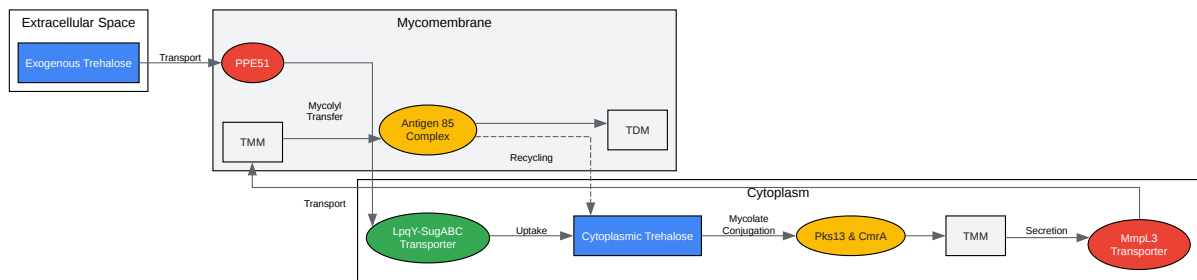 Extracellular Space
Exogenous Trehalose
Transport
Mycomembrane
PPE51
Mycolyl
Transfer
TMM
Antigen 85
Complex
TDM
Recycling
Transport
Cytoplasm
LpqY-SugABC
Transporter
Uptake
Cytoplasmic Trehalose
Mycolate
Conjugation
Pks13 & CmrA
TMM
Secretion
MmpL3
Transporter